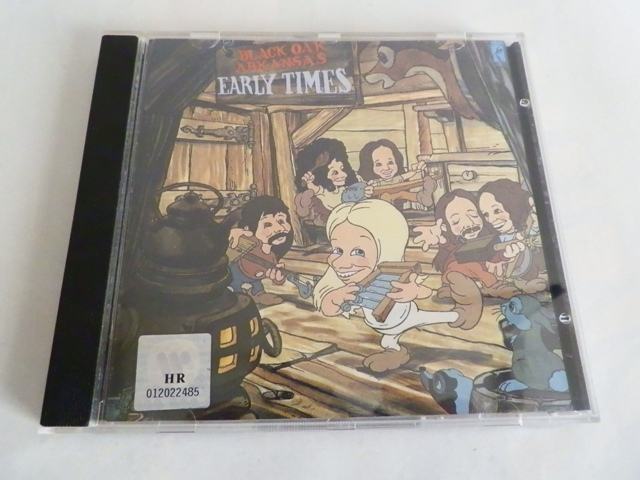 BLACK OAK
ARKANSAS
EARLY TIMES
HR
012022485